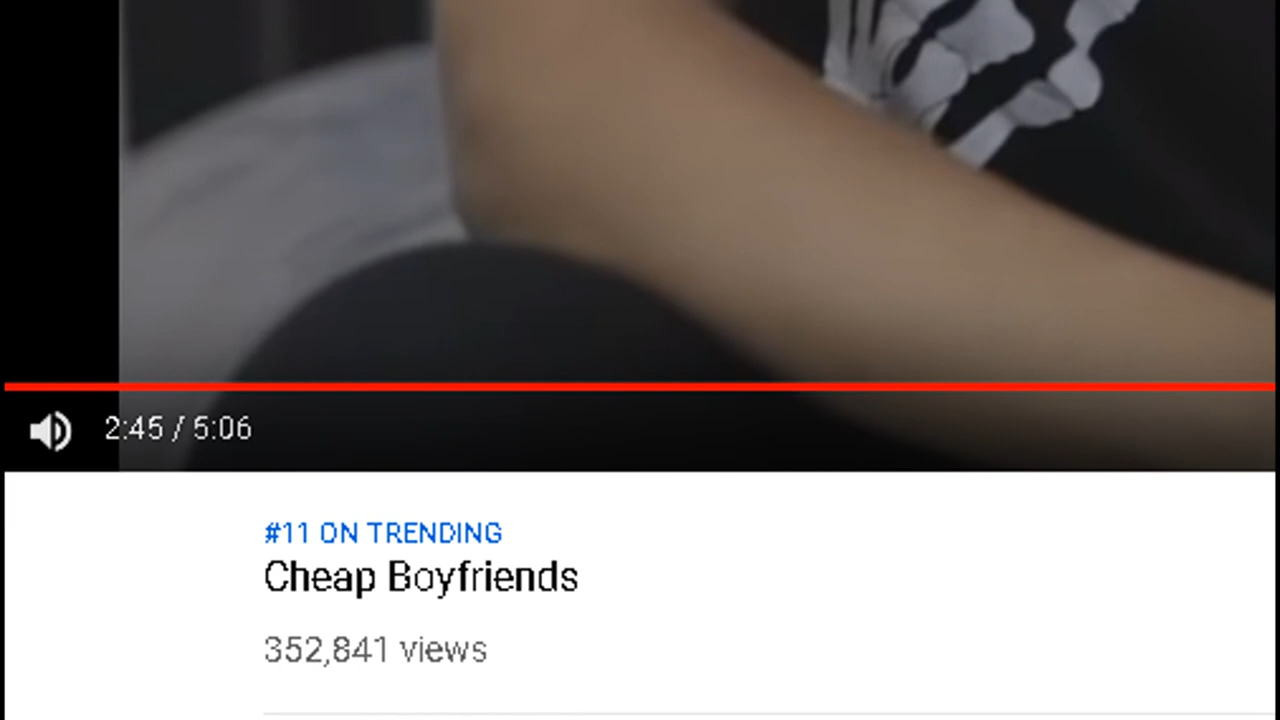 2:45 / 5:06
#11 ON TRENDING
Cheap Boyfriends
352,841 views